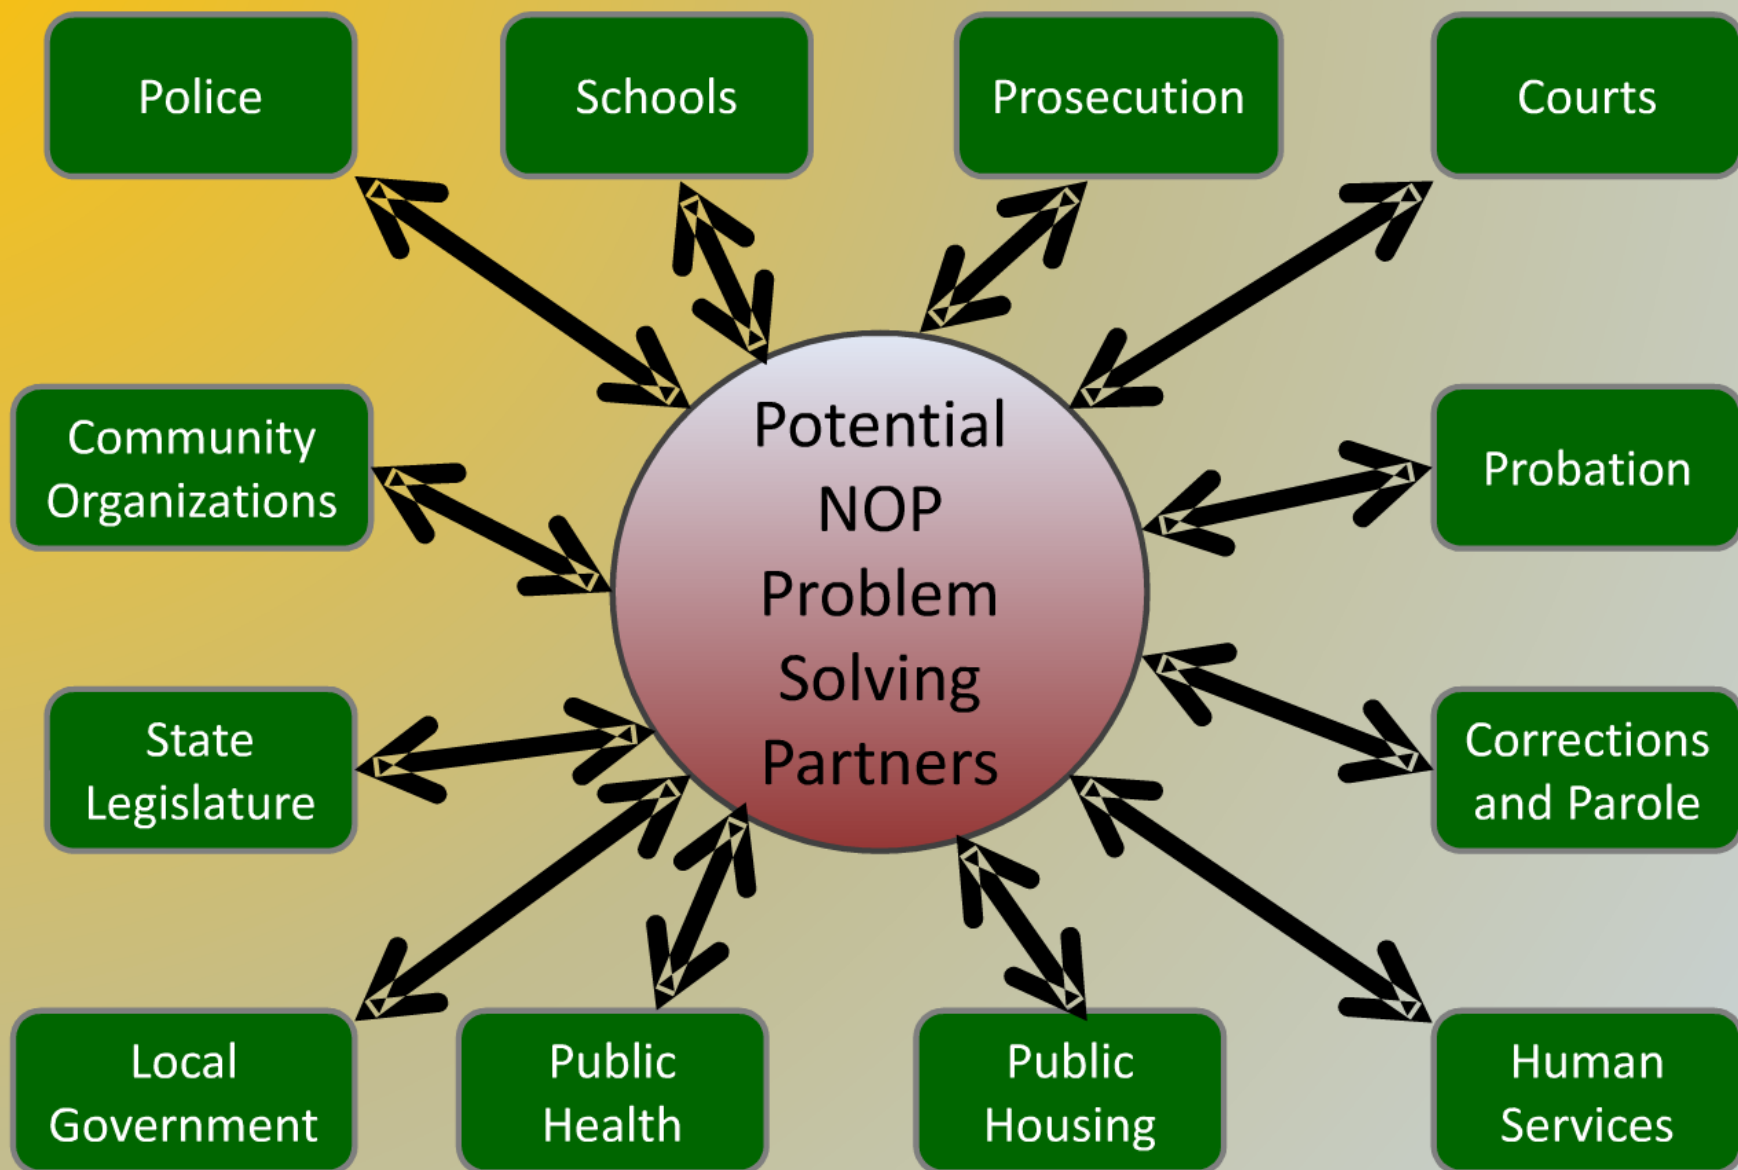 Police
Schools
Prosecution
Courts
Community
Organizations
Potential
NOP
Problem
Solving
Partners
Probation
State
Legislature
Corrections
and Parole
Local
Government
Public
Health
Public
Housing
Human
Services